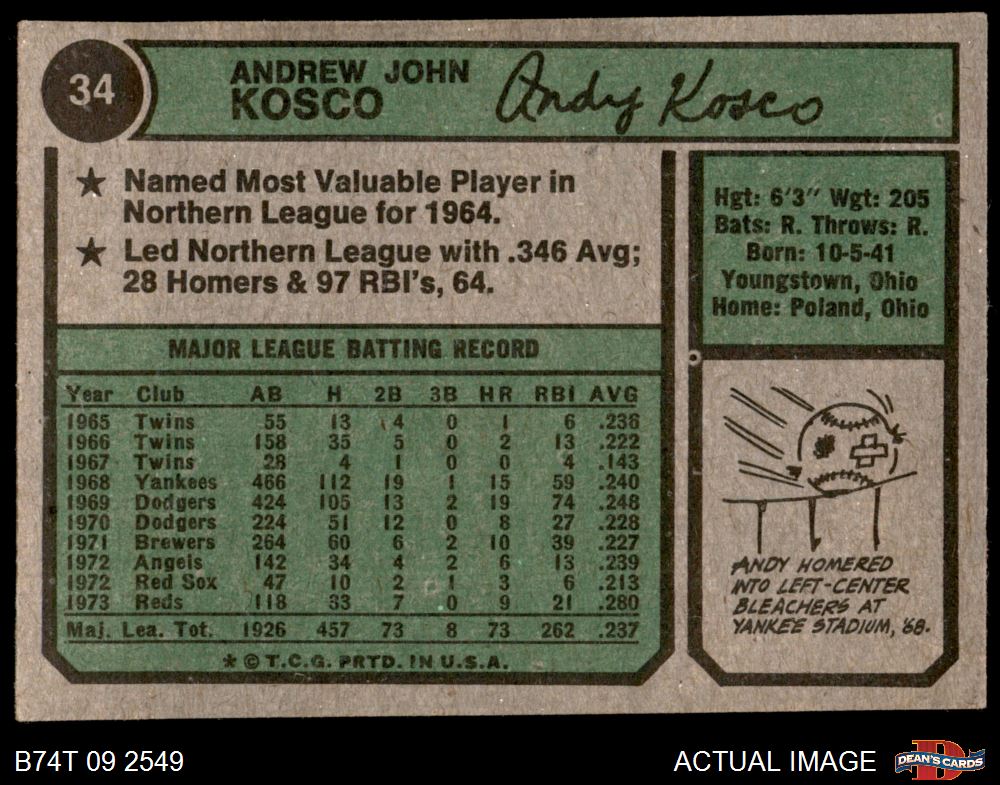 34
ANDREW JOHN
KOSCO
Andy Kosco
★ Named Most Valuable Player in
Northern League for 1964.
★ Led Northern League with .346 Avg;
28 Homers & 97 RBI's, 64.
Hgt: 6'3" Wgt: 205
Bats: R. Throws: R.
Born: 10-5-41
Youngstown, Ohio
Home: Poland, Ohio
MAJOR LEAGUE BATTING RECORD
Year Club AB H 2B 3B HR RBI AVG
1965 Twins 55 13 4 0 1 6 .236
1966 Twins 158 35 5 0 2 13 .222
1967 Twins 28 4 1 0 0 4 .143
1968 Yankees 466 112 19 1 15 59 .240
1969 Dodgers 424 105 13 2 19 74 .248
1970 Dodgers 224 51 12 0 8 27 .228
1971 Brewers 264 60 6 2 10 39 .227
1972 Angels 142 34 4 2 6 13 .239
1972 Red Sox 47 10 2 1 3 6 .213
1973 Reds 118 33 7 0 9 21 .280
Maj. Lea. Tot. 1926 457 73 8 73 262 .237
* © T.C.G. PRTD. IN U.S.A.
ANDY HOMERED
INTO LEFT-CENTER
BLEACHERS AT
YANKEE STADIUM, '68.
B74T 09 2549
ACTUAL IMAGE
D
DEAN'S CARDS